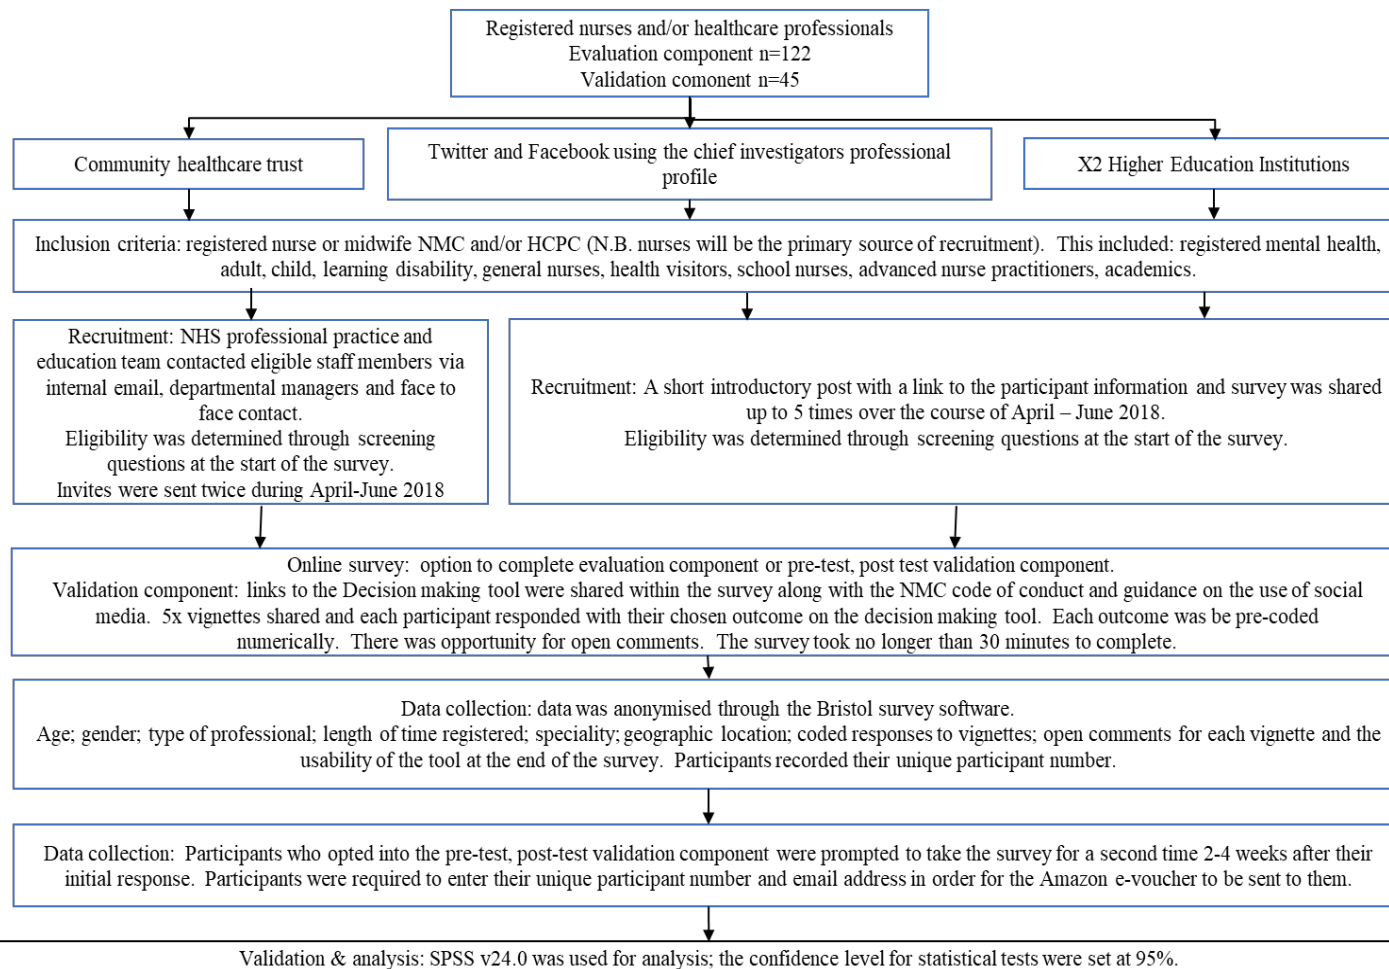 Registered nurses and/or healthcare professionals
Evaluation component n=122
Validation comonent n=45
Community healthcare trust
Twitter and Facebook using the chief investigators professional
profile
X2 Higher Education Institutions
Inclusion criteria: registered nurse or midwife NMC and/or HCPC (N.B. nurses will be the primary source of recruitment). This included: registered mental health,
adult, child, learning disability, general nurses, health visitors, school nurses, advanced nurse practitioners, academics.
Recruitment: NHS professional practice and
education team contacted eligible staff members via
internal email, departmental managers and face to
face contact.
Eligibility was determined through screening
questions at the start of the survey.
Invites were sent twice during April-June 2018
Recruitment: A short introductory post with a link to the participant information and survey was shared
up to 5 times over the course of April – June 2018.
Eligibility was determined through screening questions at the start of the survey.
Online survey: option to complete evaluation component or pre-test, post test validation component.
Validation component: links to the Decision making tool were shared within the survey along with the NMC code of conduct and guidance on the use of social
media. 5x vignettes shared and each participant responded with their chosen outcome on the decision making tool. Each outcome was be pre-coded
numerically. There was opportunity for open comments. The survey took no longer than 30 minutes to complete.
Data collection: data was anonymised through the Bristol survey software.
Age; gender; type of professional; length of time registered; speciality; geographic location; coded responses to vignettes; open comments for each vignette and the
usability of the tool at the end of the survey. Participants recorded their unique participant number.
Data collection: Participants who opted into the pre-test, post-test validation component were prompted to take the survey for a second time 2-4 weeks after their
initial response. Participants were required to enter their unique participant number and email address in order for the Amazon e-voucher to be sent to them.
Validation & analysis: SPSS v24.0 was used for analysis; the confidence level for statistical tests were set at 95%.